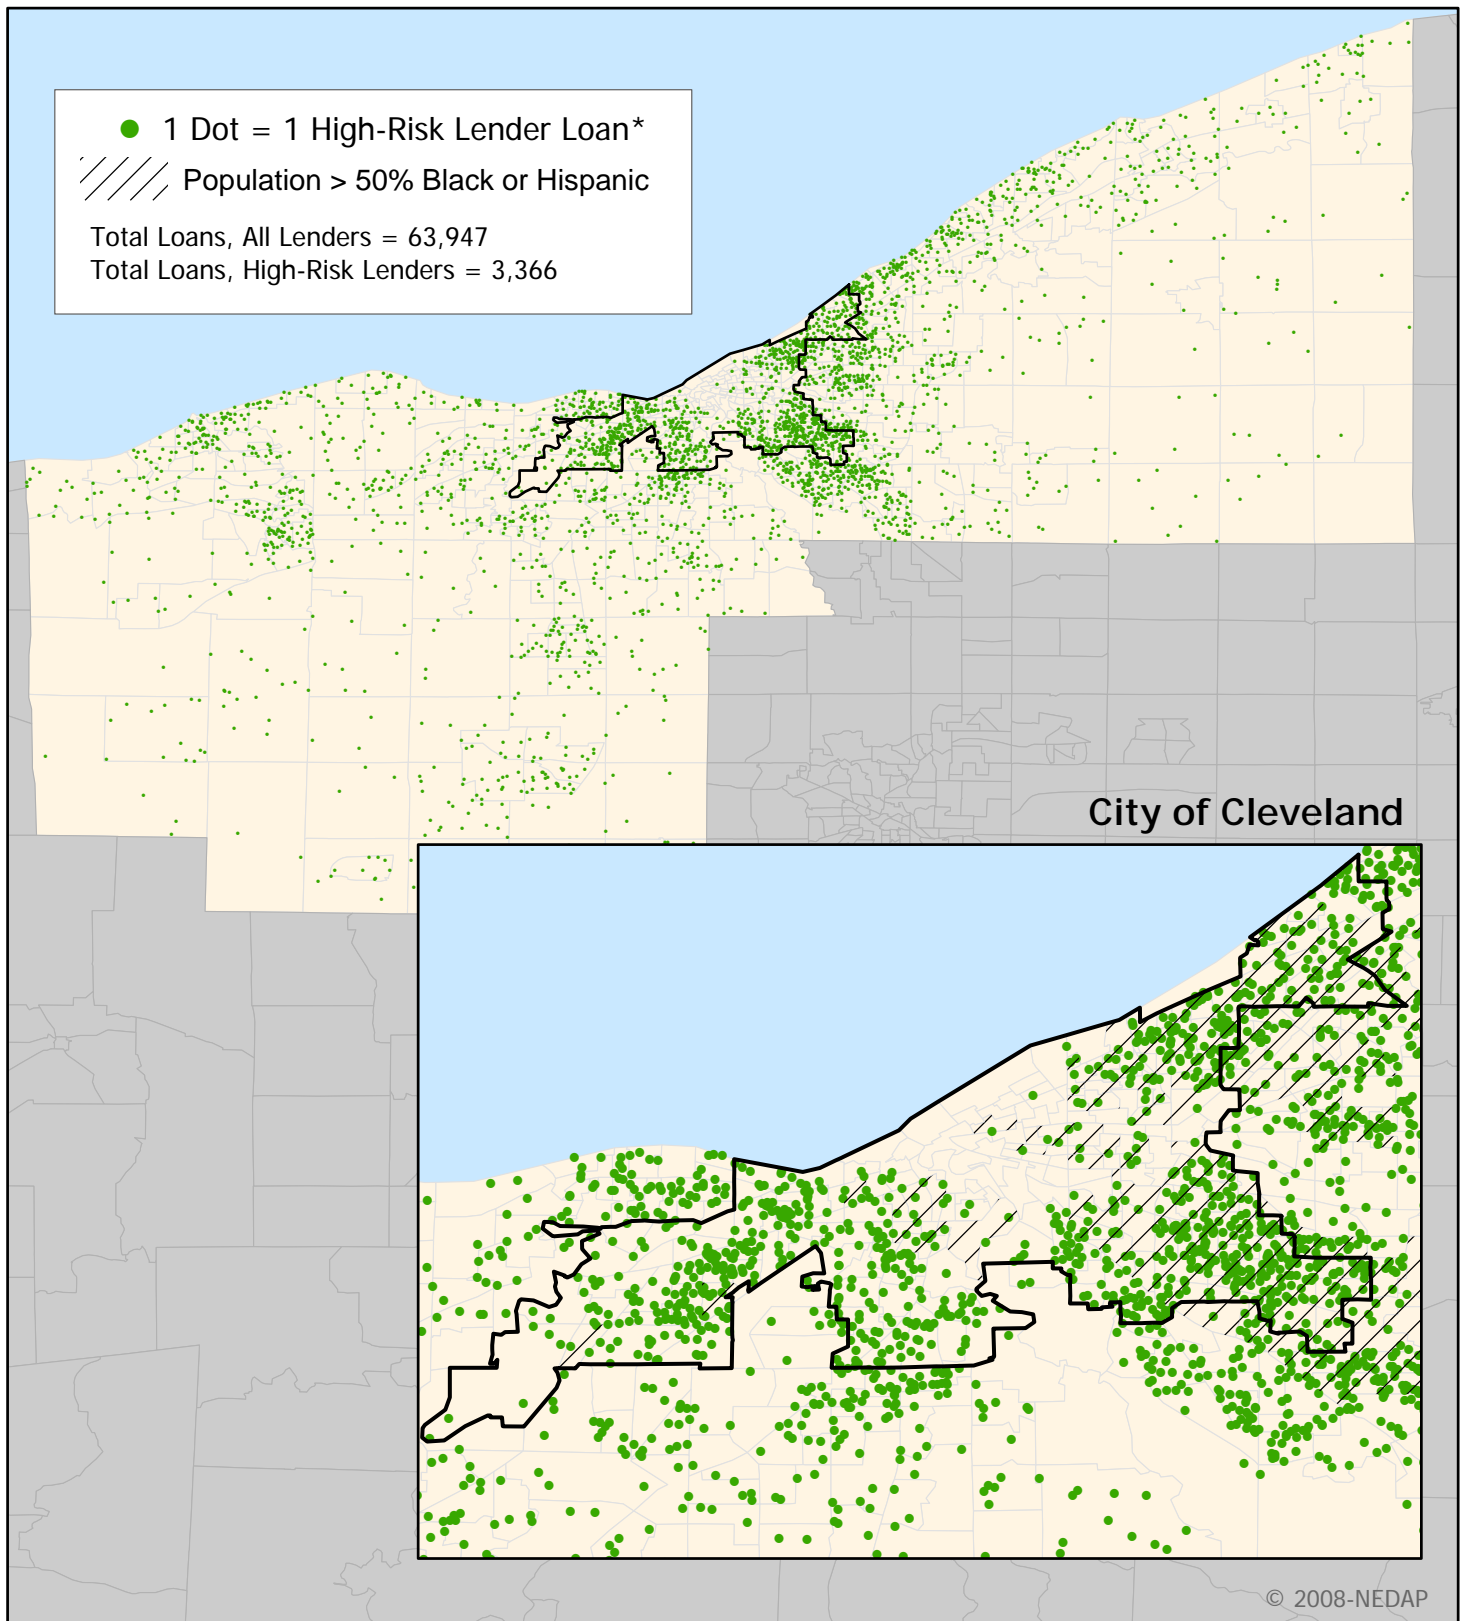 1 Dot = 1 High-Risk Lender Loan*
Population > 50% Black or Hispanic
Total Loans, All Lenders = 63,947
Total Loans, High-Risk Lenders = 3,366
City of Cleveland
© 2008-NEDAP